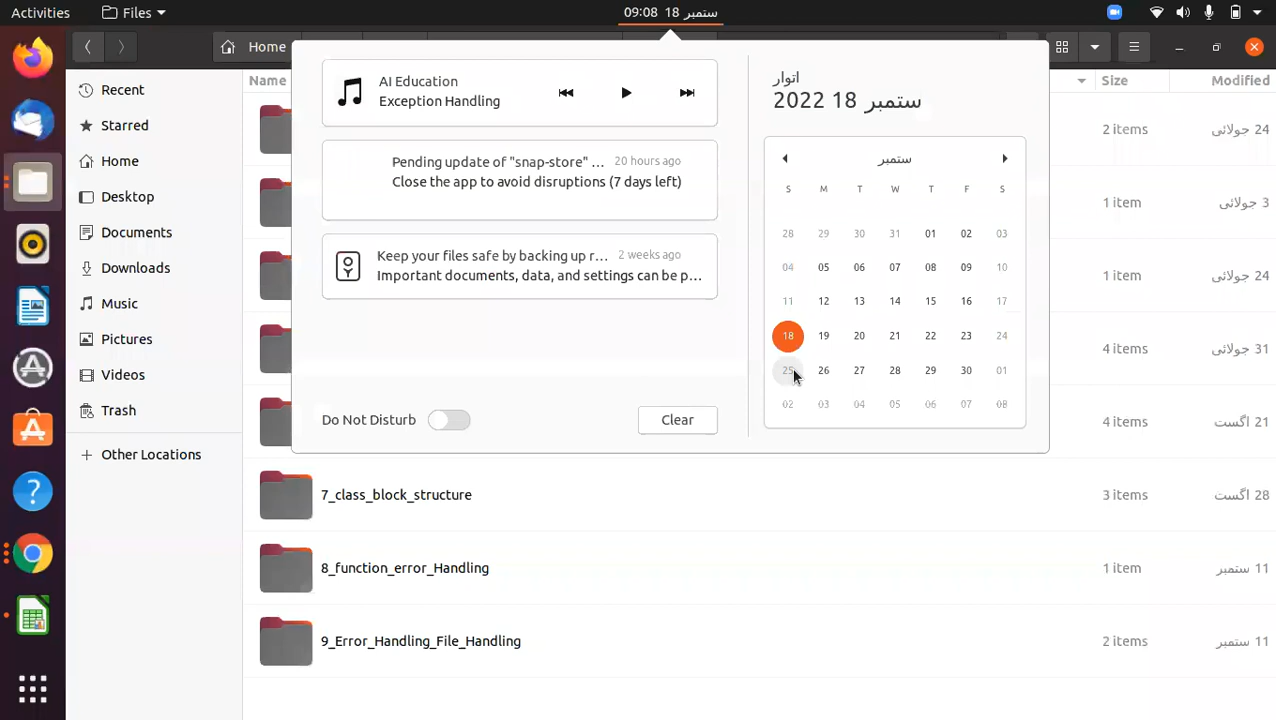 Activities
Files
09:08 18 ستمبر
Home
Name
Size
Modified
Recent
Starred
Home
Desktop
Documents
Downloads
Music
Pictures
Videos
Trash
Other Locations
AI Education
Exception Handling
Pending update of "snap-store" …
20 hours ago
Close the app to avoid disruptions (7 days left)
Keep your files safe by backing up r…
2 weeks ago
Important documents, data, and settings can be p…
Do Not Disturb
Clear
اتوار
2022 18 ستمبر
ستمبر
S M T W T F S
28 29 30 31 01 02 03
04 05 06 07 08 09 10
11 12 13 14 15 16 17
18 19 20 21 22 23 24
25 26 27 28 29 30 01
02 03 04 05 06 07 08
2 items
24 جولائی
1 item
3 جولائی
1 item
24 جولائی
4 items
31 جولائی
4 items
21 اگست
7_class_block_structure
3 items
28 اگست
8_function_error_Handling
1 item
11 ستمبر
9_Error_Handling_File_Handling
2 items
11 ستمبر